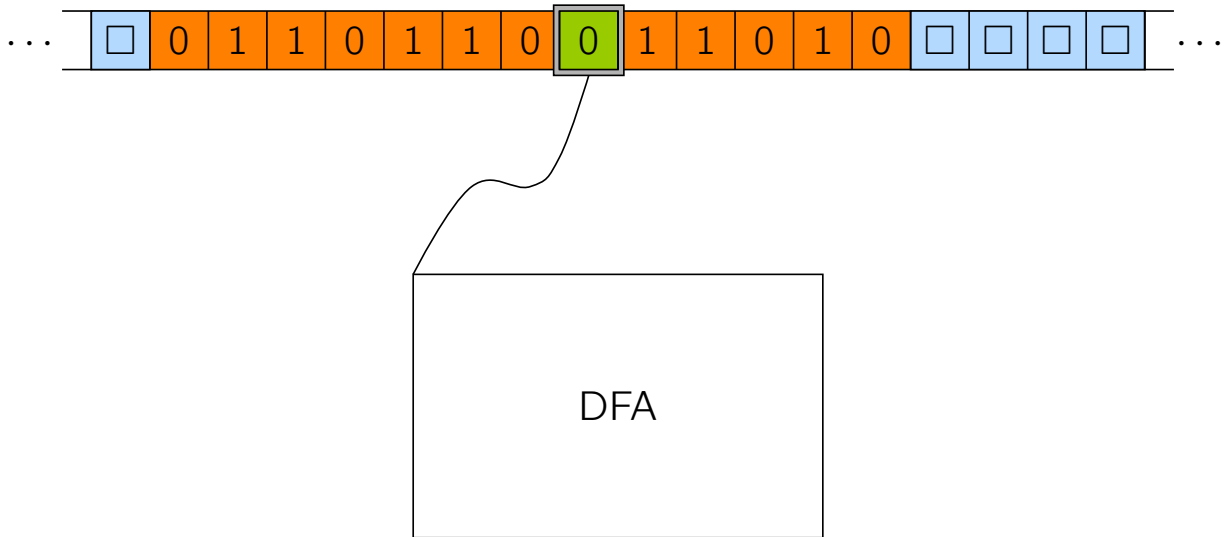 ... □ 0 1 1 0 1 1 0 0 1 1 0 1 0 □ □ □ □ ...
DFA